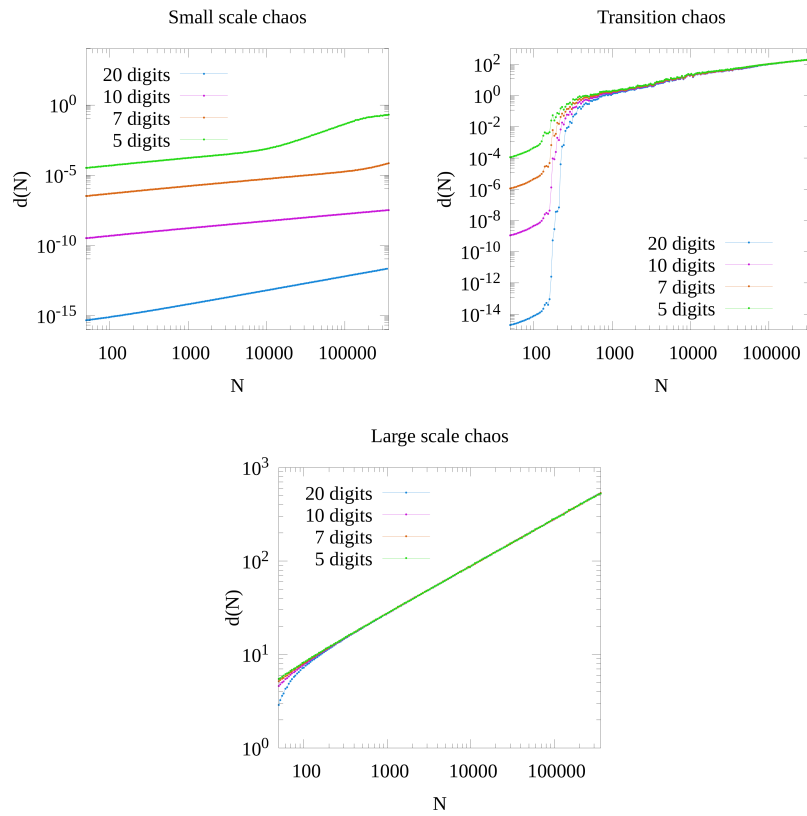 Small scale chaos
20 digits
10 digits
7 digits
5 digits
10^0
10^-5
10^-10
10^-15
d(N)
100 1000 10000 100000
N
Transition chaos
10^2
10^0
10^-2
10^-4
10^-6
10^-8
10^-10
10^-12
10^-14
d(N)
20 digits
10 digits
7 digits
5 digits
100 1000 10000 100000
N
Large scale chaos
10^3
20 digits
10 digits
7 digits
5 digits
10^2
10^1
10^0
d(N)
100 1000 10000 100000
N